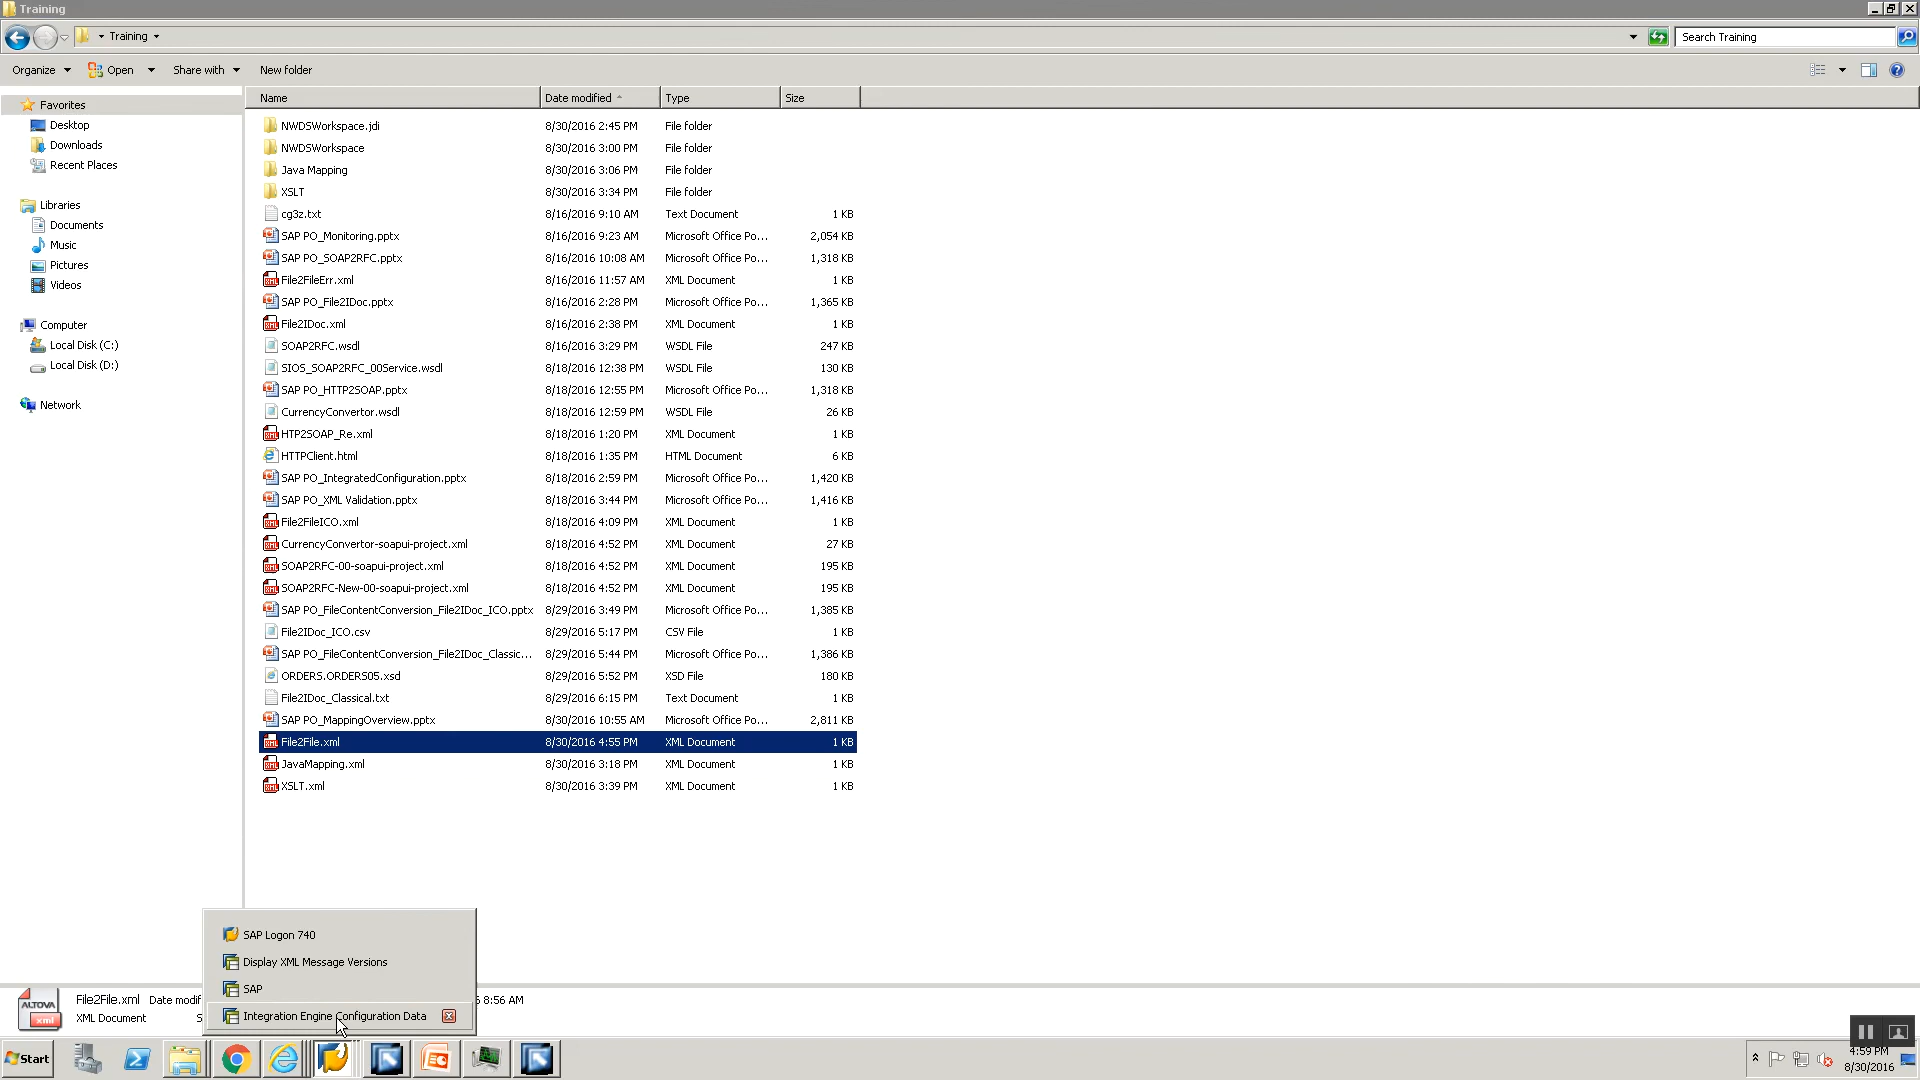 Training
Training
Search Training
Organize Open Share with New folder
Name Date modified Type Size
Favorites
Desktop
Downloads
Recent Places
Libraries
Documents
Music
Pictures
Videos
Computer
Local Disk (C:)
Local Disk (D:)
Network
NWDSWorkspace.jdi 8/30/2016 2:45 PM File folder
NWDSWorkspace 8/30/2016 3:00 PM File folder
Java Mapping 8/30/2016 3:06 PM File folder
XSLT 8/30/2016 3:34 PM File folder
cg3z.txt 8/16/2016 9:10 AM Text Document 1 KB
SAP PO_Monitoring.pptx 8/16/2016 9:23 AM Microsoft Office Po... 2,054 KB
SAP PO_SOAP2RFC.pptx 8/16/2016 10:08 AM Microsoft Office Po... 1,318 KB
File2FileErr.xml 8/16/2016 11:57 AM XML Document 1 KB
SAP PO_File2IDoc.pptx 8/16/2016 2:28 PM Microsoft Office Po... 1,365 KB
File2IDoc.xml 8/16/2016 2:38 PM XML Document 1 KB
SOAP2RFC.wsdl 8/16/2016 3:29 PM WSDL File 247 KB
SIOS_SOAP2RFC_00Service.wsdl 8/18/2016 12:38 PM WSDL File 130 KB
SAP PO_HTTP2SOAP.pptx 8/18/2016 12:55 PM Microsoft Office Po... 1,318 KB
CurrencyConvertor.wsdl 8/18/2016 12:59 PM WSDL File 26 KB
HTP2SOAP_Re.xml 8/18/2016 1:20 PM XML Document 1 KB
HTTPClient.html 8/18/2016 1:35 PM HTML Document 6 KB
SAP PO_IntegratedConfiguration.pptx 8/18/2016 2:59 PM Microsoft Office Po... 1,420 KB
SAP PO_XML Validation.pptx 8/18/2016 3:44 PM Microsoft Office Po... 1,416 KB
File2FileICO.xml 8/18/2016 4:09 PM XML Document 1 KB
CurrencyConvertor-soapui-project.xml 8/18/2016 4:52 PM XML Document 27 KB
SOAP2RFC-00-soapui-project.xml 8/18/2016 4:52 PM XML Document 195 KB
SOAP2RFC-New-00-soapui-project.xml 8/18/2016 4:52 PM XML Document 195 KB
SAP PO_FileContentConversion_File2IDoc_ICO.pptx 8/29/2016 3:49 PM Microsoft Office Po... 1,385 KB
File2IDoc_ICO.csv 8/29/2016 5:17 PM CSV File 1 KB
SAP PO_FileContentConversion_File2IDoc_Classic... 8/29/2016 5:44 PM Microsoft Office Po... 1,386 KB
ORDERS.ORDERS05.xsd 8/29/2016 5:52 PM XSD File 180 KB
File2IDoc_Classical.txt 8/29/2016 6:15 PM Text Document 1 KB
SAP PO_MappingOverview.pptx 8/30/2016 10:55 AM Microsoft Office Po... 2,811 KB
File2File.xml 8/30/2016 4:55 PM XML Document 1 KB
JavaMapping.xml 8/30/2016 3:18 PM XML Document 1 KB
XSLT.xml 8/30/2016 3:39 PM XML Document 1 KB
SAP Logon 740
Display XML Message Versions
SAP
Integration Engine Configuration Data
ALTOVA
xml
File2File.xml Date modif 6 8:56 AM
XML Document S
Start
4:59 PM
8/30/2016